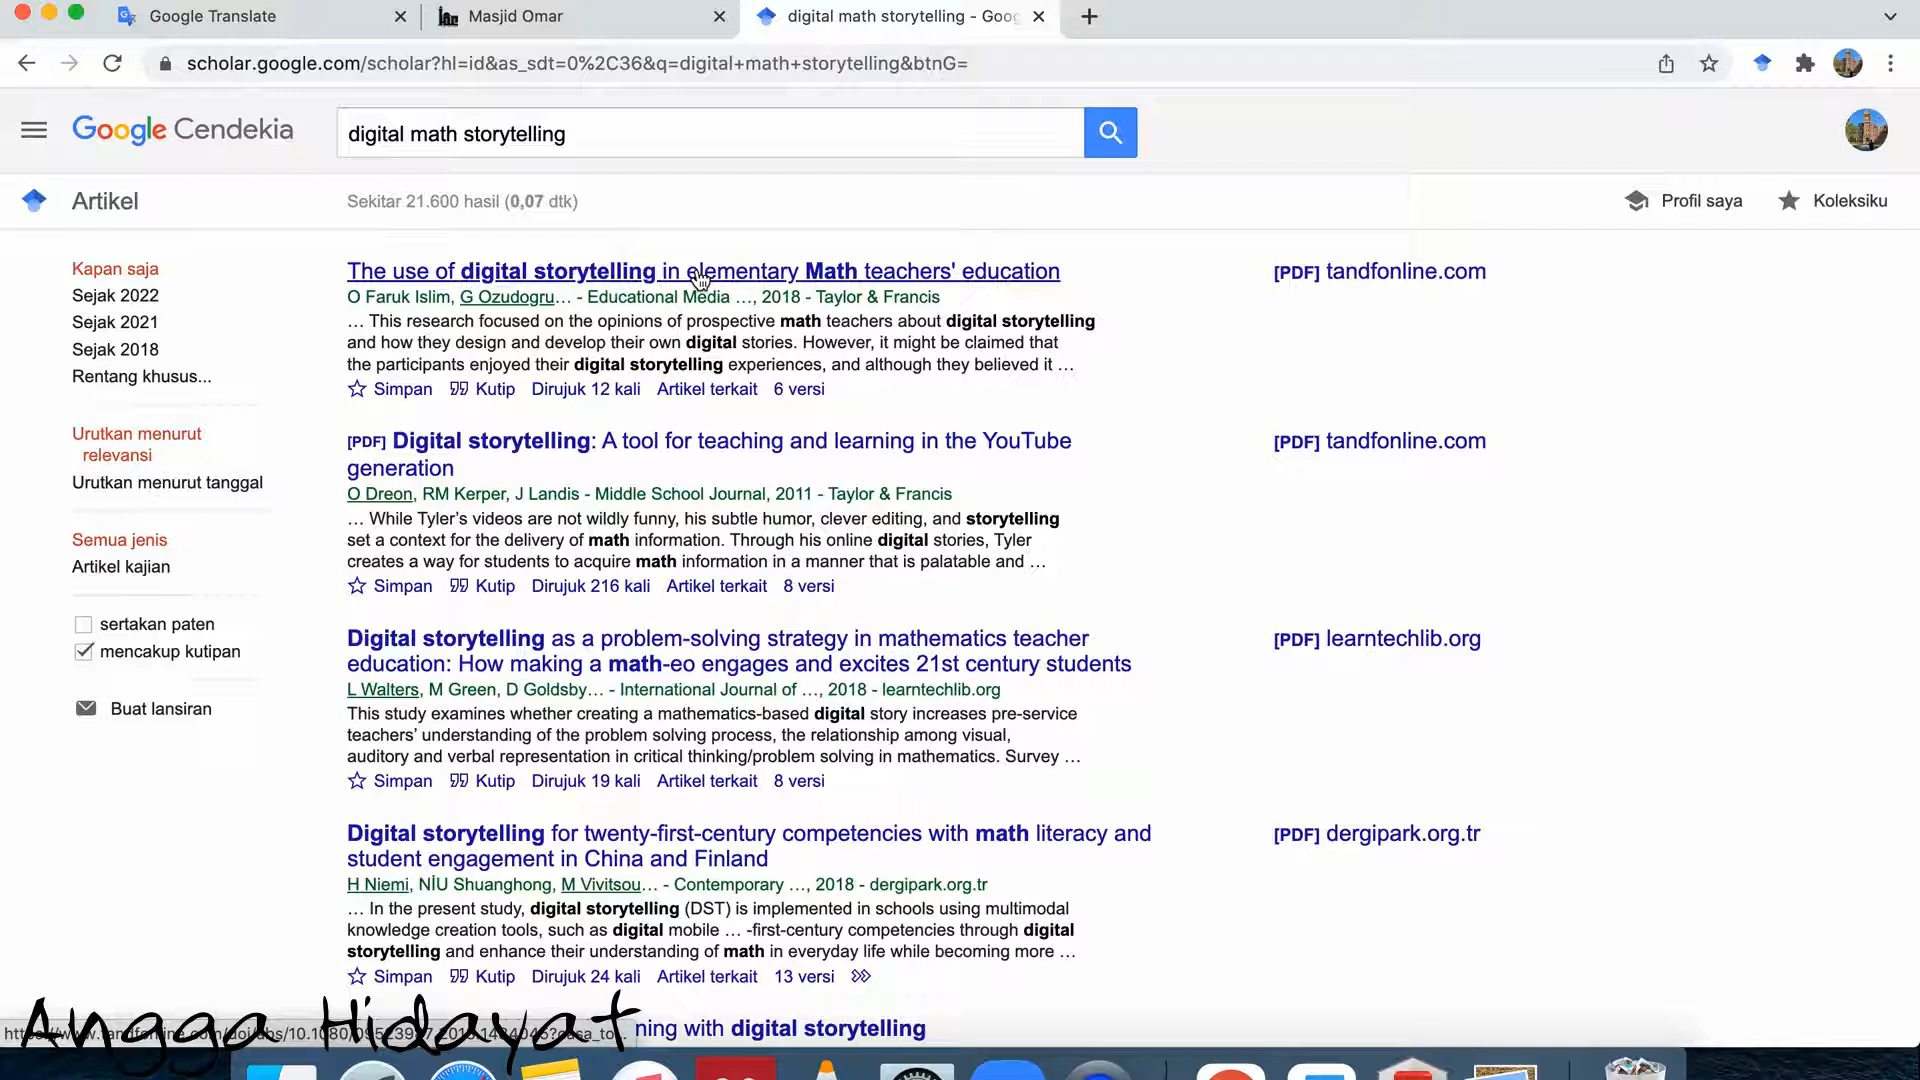 Google Translate
Masjid Omar
digital math storytelling - Goog
scholar.google.com/scholar?hl=id&as_sdt=0%2C36&q=digital+math+storytelling&btnG=
Google Cendekia
digital math storytelling
Artikel
Sekitar 21.600 hasil (0,07 dtk)
Profil saya
Koleksiku
Kapan saja
Sejak 2022
Sejak 2021
Sejak 2018
Rentang khusus...
Urutkan menurut
relevansi
Urutkan menurut tanggal
Semua jenis
Artikel kajian
sertakan paten
mencakup kutipan
Buat lansiran
The use of digital storytelling in elementary Math teachers' education
O Faruk Islim, G Ozudogru… - Educational Media …, 2018 - Taylor & Francis
… This research focused on the opinions of prospective math teachers about digital storytelling
and how they design and develop their own digital stories. However, it might be claimed that
the participants enjoyed their digital storytelling experiences, and although they believed it …
Simpan Kutip Dirujuk 12 kali Artikel terkait 6 versi
[PDF] tandfonline.com
[PDF] Digital storytelling: A tool for teaching and learning in the YouTube
generation
O Dreon, RM Kerper, J Landis - Middle School Journal, 2011 - Taylor & Francis
… While Tyler's videos are not wildly funny, his subtle humor, clever editing, and storytelling
set a context for the delivery of math information. Through his online digital stories, Tyler
creates a way for students to acquire math information in a manner that is palatable and …
Simpan Kutip Dirujuk 216 kali Artikel terkait 8 versi
[PDF] tandfonline.com
Digital storytelling as a problem-solving strategy in mathematics teacher
education: How making a math-eo engages and excites 21st century students
L Walters, M Green, D Goldsby… - International Journal of …, 2018 - learntechlib.org
This study examines whether creating a mathematics-based digital story increases pre-service
teachers' understanding of the problem solving process, the relationship among visual,
auditory and verbal representation in critical thinking/problem solving in mathematics. Survey …
Simpan Kutip Dirujuk 19 kali Artikel terkait 8 versi
[PDF] learntechlib.org
Digital storytelling for twenty-first-century competencies with math literacy and
student engagement in China and Finland
H Niemi, NİU Shuanghong, M Vivitsou… - Contemporary …, 2018 - dergipark.org.tr
… In the present study, digital storytelling (DST) is implemented in schools using multimodal
knowledge creation tools, such as digital mobile … -first-century competencies through digital
storytelling and enhance their understanding of math in everyday life while becoming more …
Simpan Kutip Dirujuk 24 kali Artikel terkait 13 versi
[PDF] dergipark.org.tr
ning with digital storytelling
Angga Hidayat